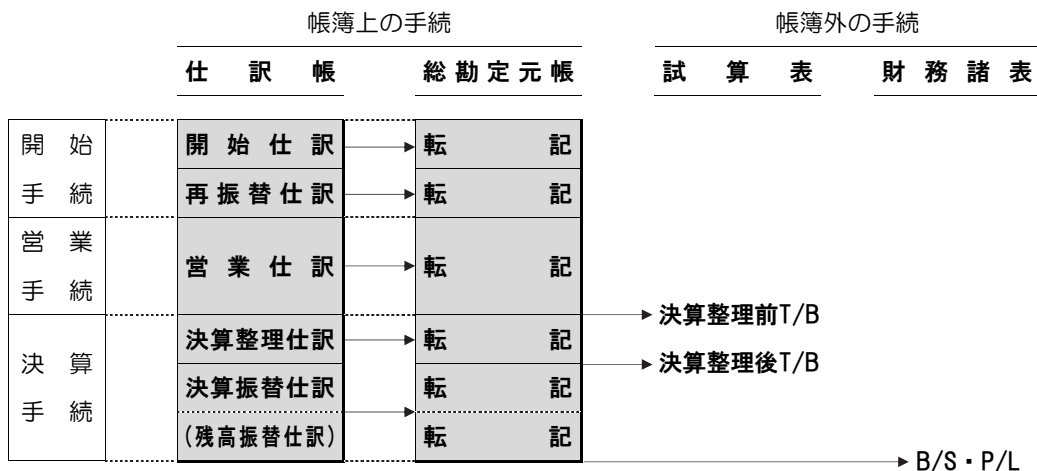 帳簿上の手続 帳簿外の手続
仕訳帳 総勘定元帳 試算表 財務諸表
開始 開始仕訳 転記
手続 再振替仕訳 転記
営業
営業仕訳 転記
手続
決算整理前T/B
決算整理仕訳 転記
決算 決算整理後T/B
決算振替仕訳 転記
手続
(残高振替仕訳) 転記
B/S・P/L